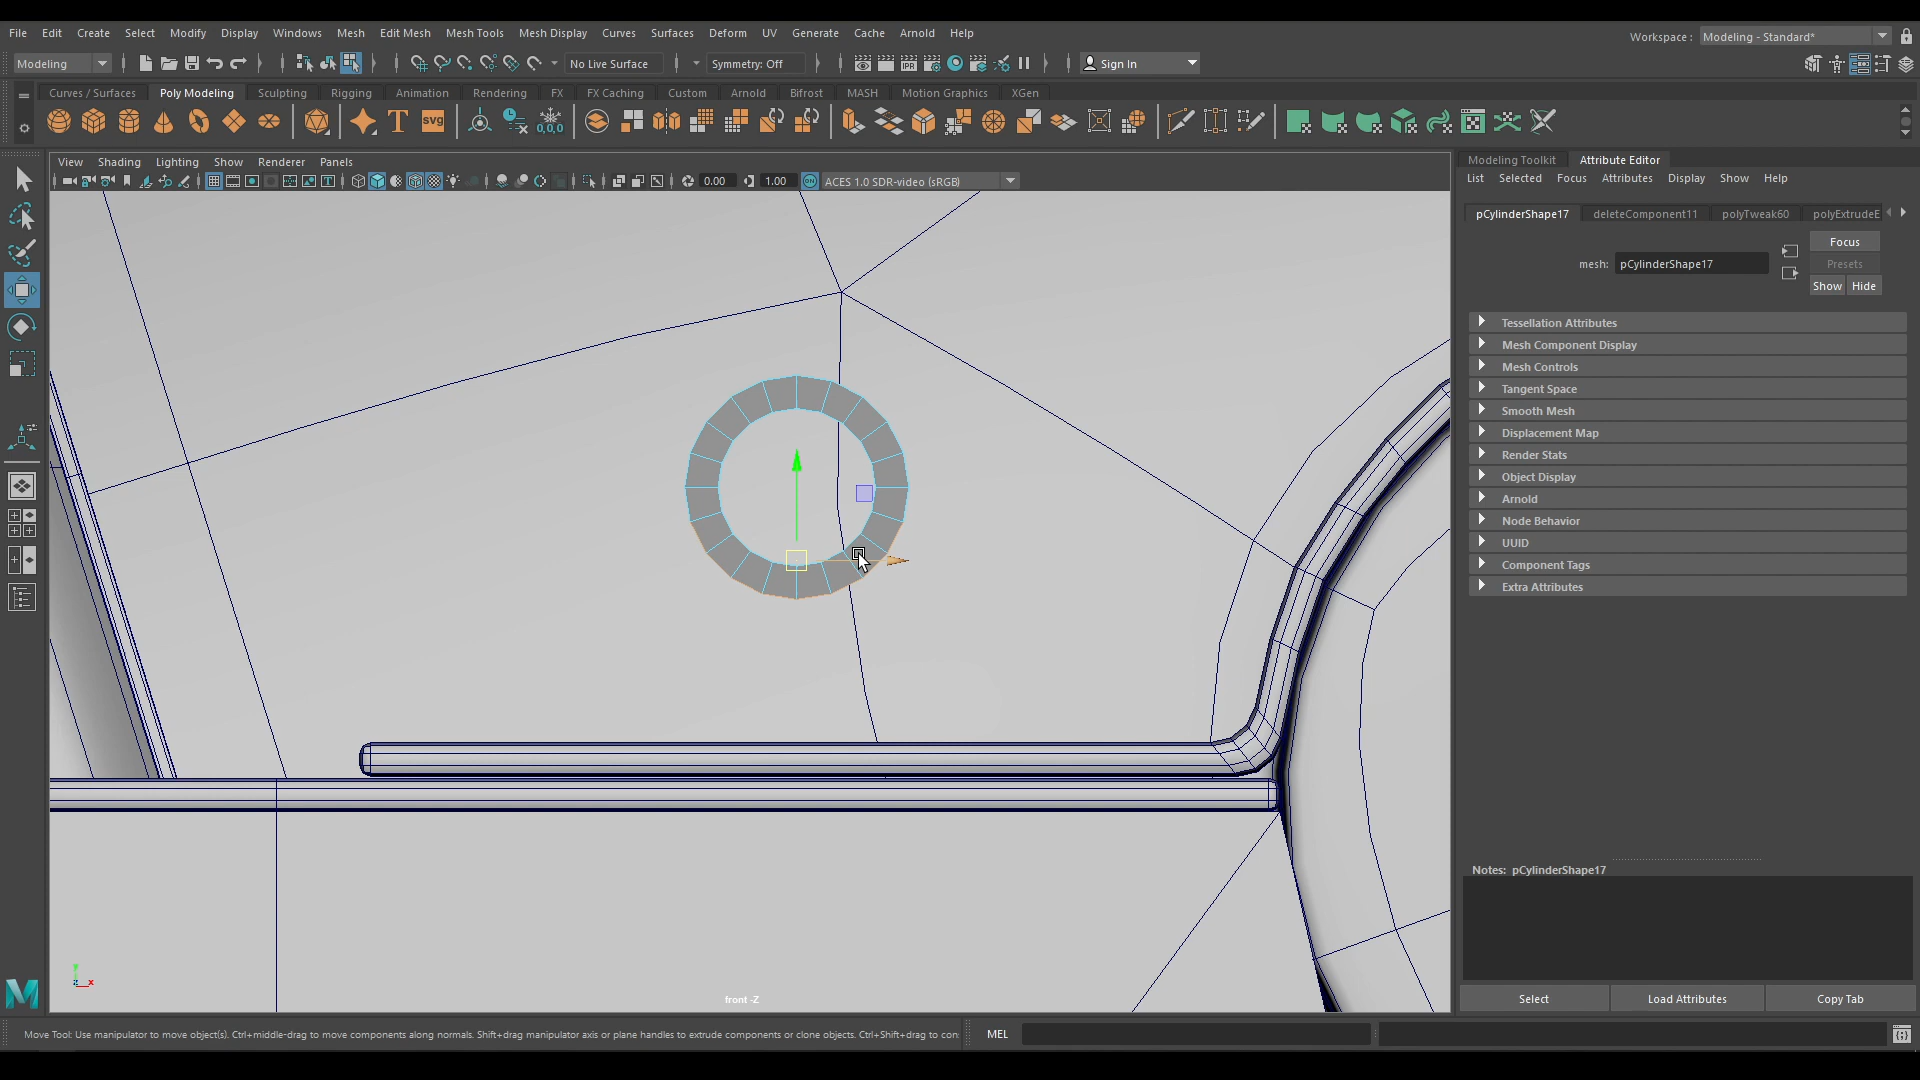 File Edit Create Select Modify Display Windows Mesh Edit Mesh Mesh Tools Mesh Display Curves Surfaces Deform UV Generate Cache Arnold Help
Workspace : Modeling - Standard*
Modeling No Live Surface Symmetry: Off IPR Sign In
Curves / Surfaces Poly Modeling Sculpting Rigging Animation Rendering FX FX Caching Custom Arnold Bifrost MASH Motion Graphics XGen
T svg 0,0,0
View Shading Lighting Show Renderer Panels
0.00 1.00 ON ACES 1.0 SDR-video (sRGB)
Modeling Toolkit Attribute Editor
List Selected Focus Attributes Display Show Help
pCylinderShape17 deleteComponent11 polyTweak60 polyExtrudeE
Focus
mesh: pCylinderShape17
Presets
Show Hide
Tessellation Attributes
Mesh Component Display
Mesh Controls
Tangent Space
Smooth Mesh
Displacement Map
Render Stats
Object Display
Arnold
Node Behavior
UUID
Component Tags
Extra Attributes
Notes: pCylinderShape17
Select Load Attributes Copy Tab
y
z x
front -Z
M
Move Tool: Use manipulator to move object(s). Ctrl+middle-drag to move components along normals. Shift+drag manipulator axis or plane handles to extrude components or clone objects. Ctrl+Shift+drag to con
MEL